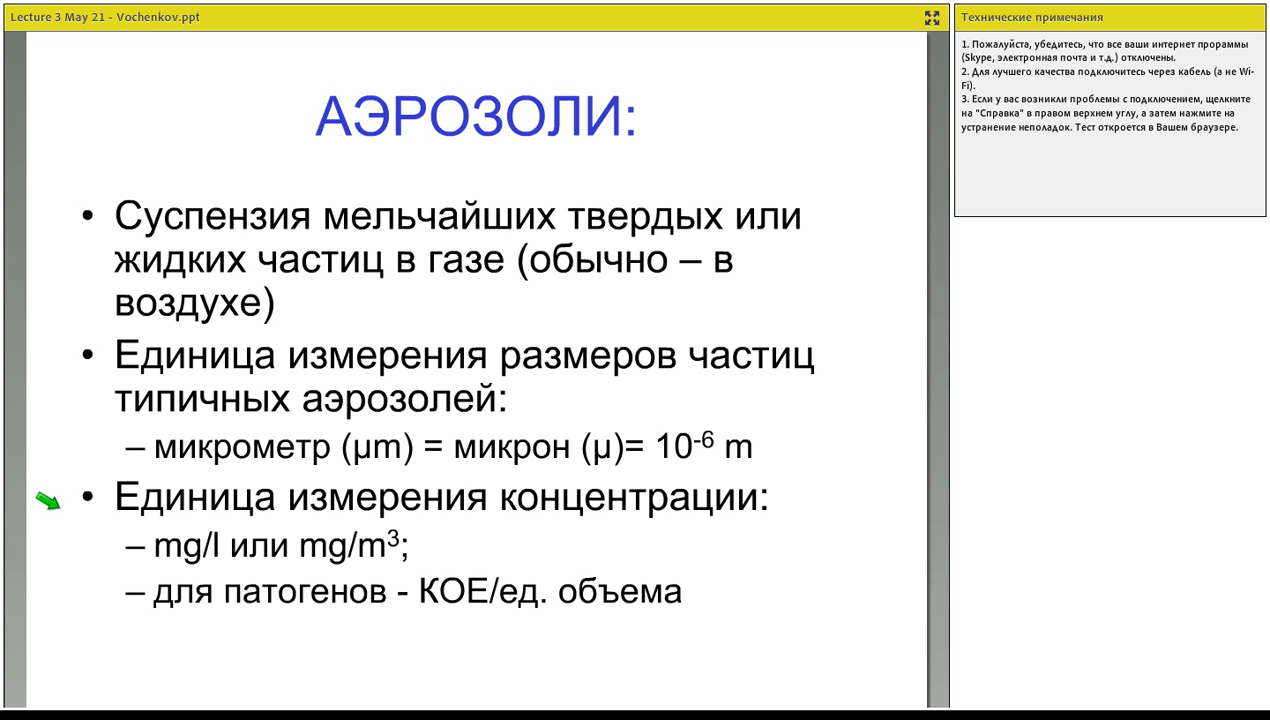 Lecture 3 May 21 - Vochenkov.ppt
АЭРОЗОЛИ:
• Суспензия мельчайших твердых или
жидких частиц в газе (обычно – в
воздухе)
• Единица измерения размеров частиц
типичных аэрозолей:
– микрометр (μm) = микрон (μ)= 10⁻⁶ m
• Единица измерения концентрации:
– mg/l или mg/m³;
– для патогенов - КОЕ/ед. объема
Технические примечания
1. Пожалуйста, убедитесь, что все ваши интернет прораммы
(Skype, электронная почта и т.д.) отключены.
2. Для лучшего качества подключитесь через кабель (а не Wi-
Fi).
3. Если у вас возникли проблемы с подключением, щелкните
на "Справка" в правом верхнем углу, а затем нажмите на
устранение неполадок. Тест откроется в Вашем браузере.